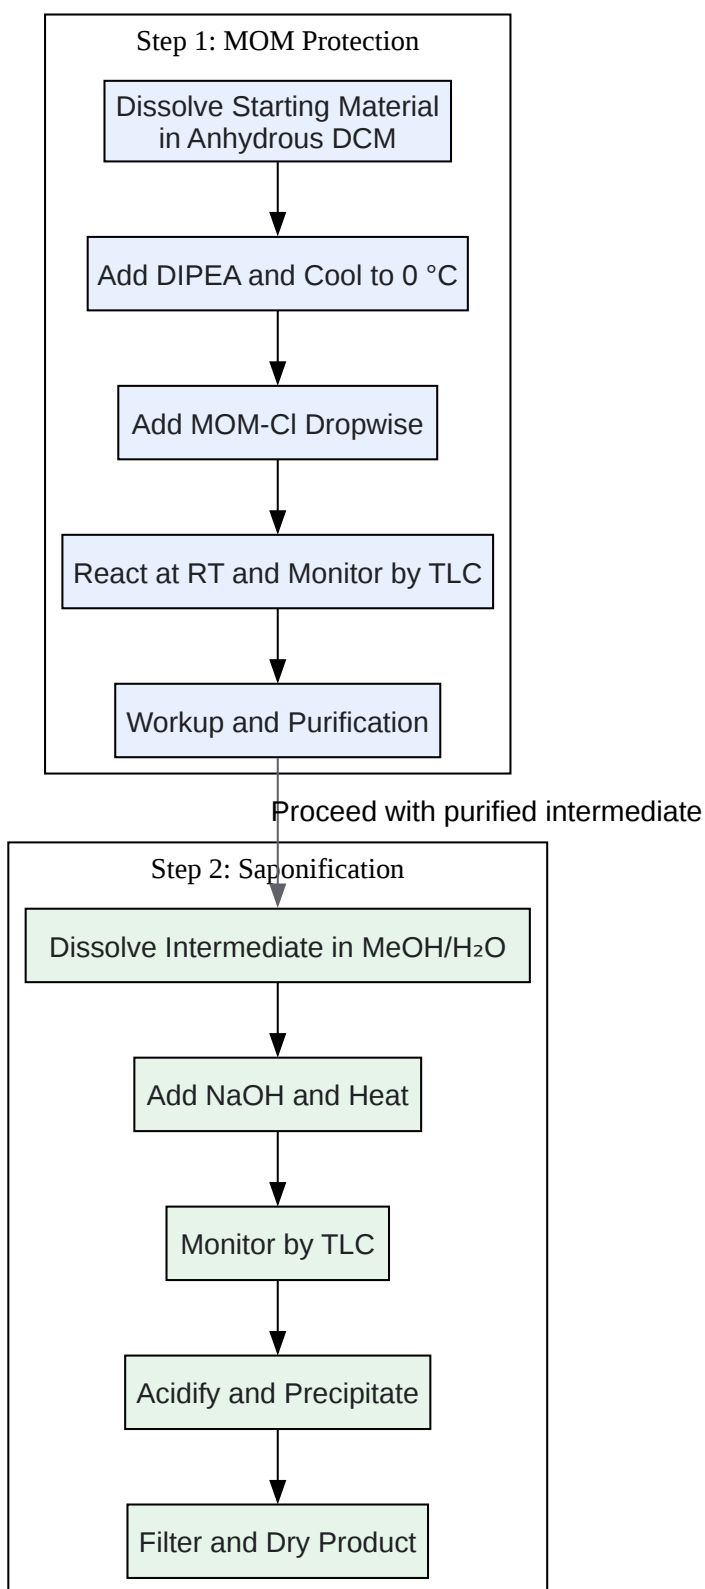 Step 1: MOM Protection
Dissolve Starting Material
in Anhydrous DCM
Add DIPEA and Cool to 0 °C
Add MOM-Cl Dropwise
React at RT and Monitor by TLC
Workup and Purification
Proceed with purified intermediate
Step 2: Saponification
Dissolve Intermediate in MeOH/H₂O
Add NaOH and Heat
Monitor by TLC
Acidify and Precipitate
Filter and Dry Product